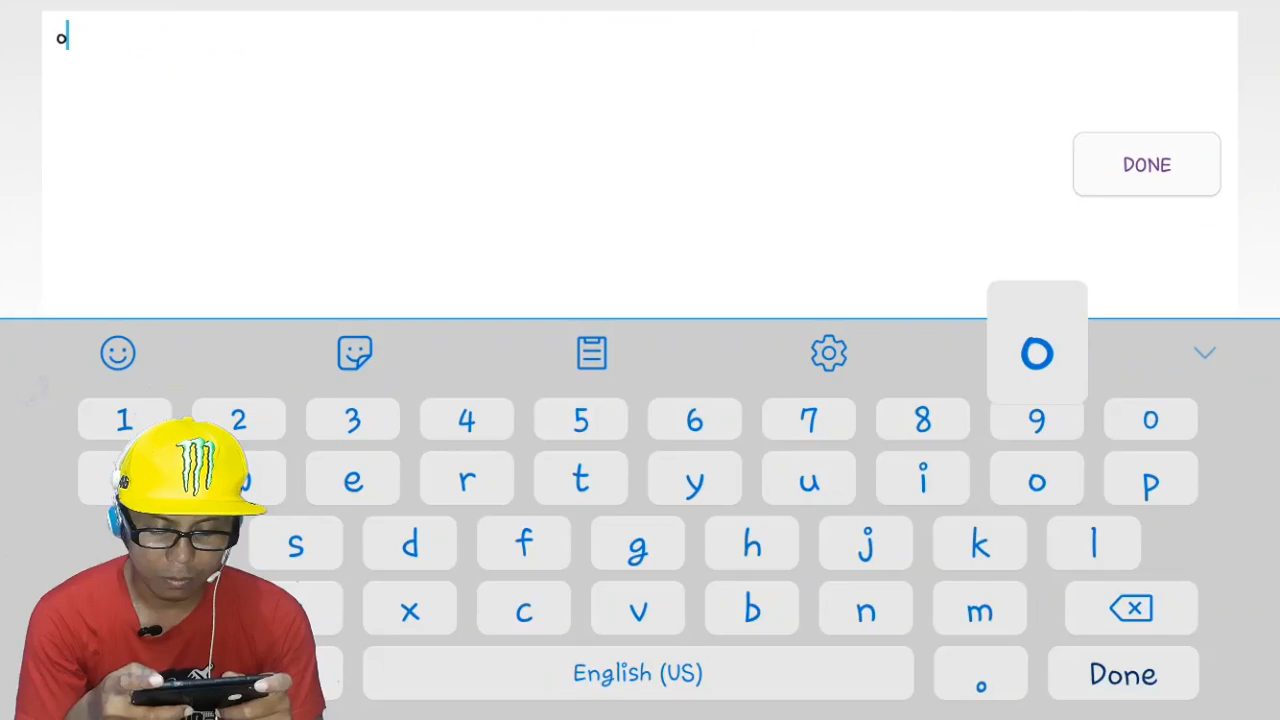 o
DONE
o
1 2 3 4 5 6 7 8 9 0
e r t y u i o p
s d f g h j k l
x c v b n m
English (US) . Done